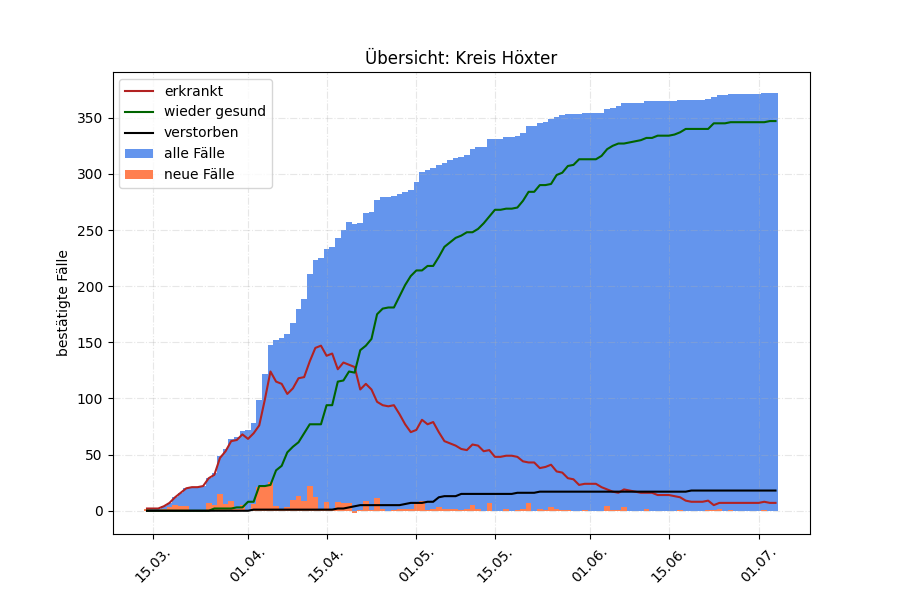 Übersicht: Kreis Höxter
erkrankt
wieder gesund
verstorben
alle Fälle
neue Fälle
bestätigte Fälle
350
300
250
200
150
100
50
0
15.03.
01.04.
15.04.
01.05.
15.05.
01.06.
15.06.
01.07.